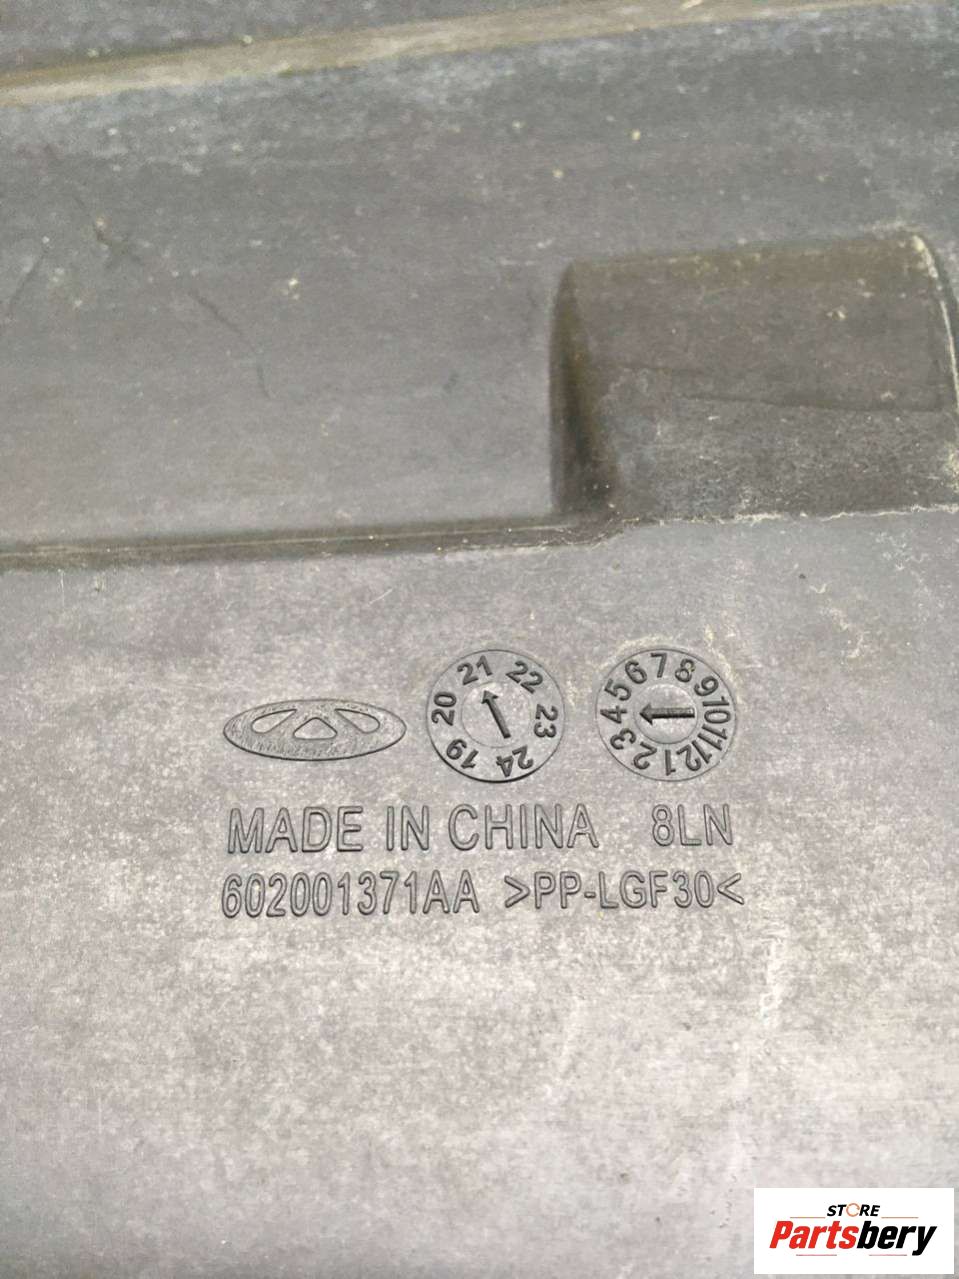 19 20 21 22 23 24
1 2 3 4 5 6 7 8 9 10 11 12
MADE IN CHINA 8LN
602001371AA >PP-LGF30<
STORE
Partsbery